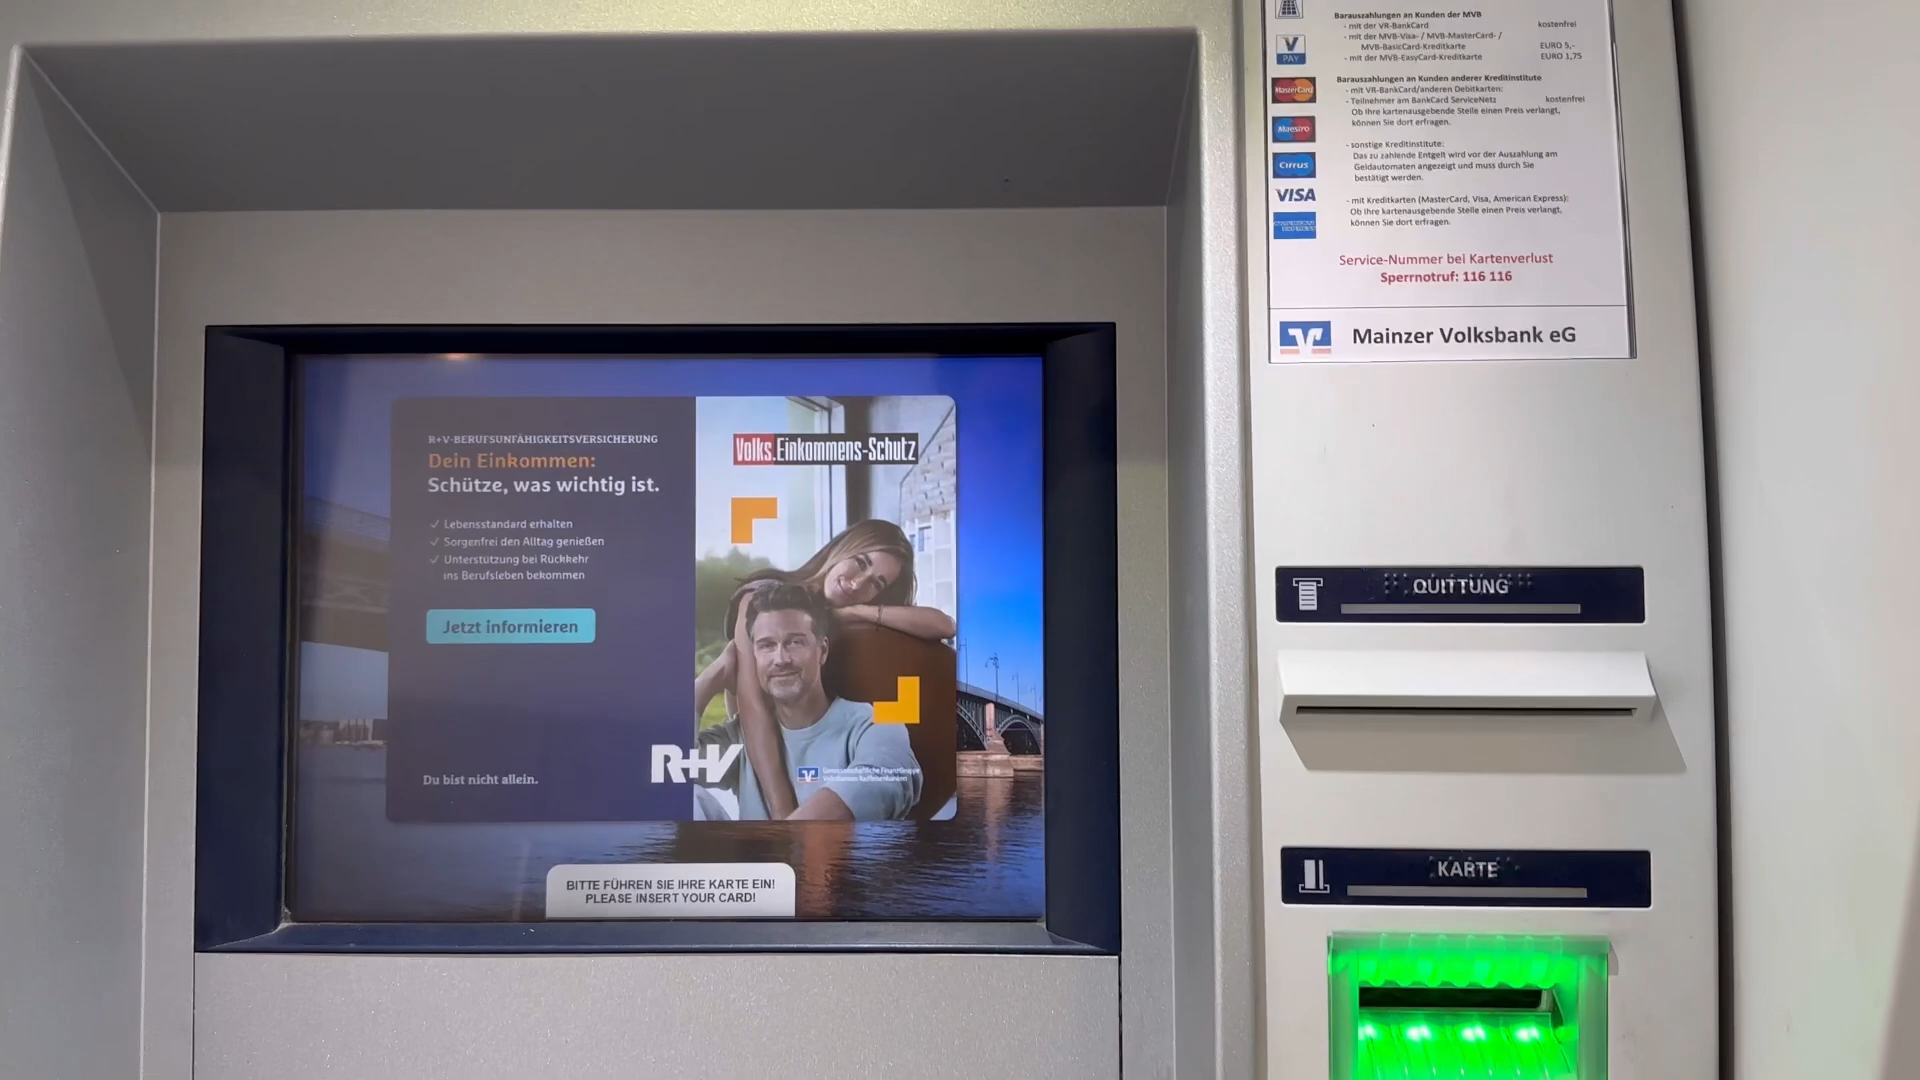 R+V-BERUFSUNFÄHIGKEITSVERSICHERUNG
Dein Einkommen:
Schütze, was wichtig ist.
✓ Lebensstandard erhalten
✓ Sorgenfrei den Alltag genießen
✓ Unterstützung bei Rückkehr
ins Berufsleben bekommen
Jetzt informieren
Du bist nicht allein.
Volks.Einkommens-Schutz
R+V
Genossenschaftliche FinanzGruppe
Volksbanken Raiffeisenbanken
BITTE FÜHREN SIE IHRE KARTE EIN!
PLEASE INSERT YOUR CARD!
V
PAY
MasterCard
Maestro
Cirrus
VISA
AMERICAN EXPRESS
Barauszahlungen an Kunden der MVB
- mit der VR-BankCard kostenfrei
- mit der MVB-Visa- / MVB-MasterCard- /
MVB-BasicCard-Kreditkarte EURO 5,-
- mit der MVB-EasyCard-Kreditkarte EURO 1,75
Barauszahlungen an Kunden anderer Kreditinstitute
- mit VR-BankCard/anderen Debitkarten:
- Teilnehmer am BankCard ServiceNetz kostenfrei
Ob Ihre kartenausgebende Stelle einen Preis verlangt,
können Sie dort erfragen.
- sonstige Kreditinstitute:
Das zu zahlende Entgelt wird vor der Auszahlung am
Geldautomaten angezeigt und muss durch Sie
bestätigt werden.
- mit Kreditkarten (MasterCard, Visa, American Express):
Ob Ihre kartenausgebende Stelle einen Preis verlangt,
können Sie dort erfragen.
Service-Nummer bei Kartenverlust
Sperrnotruf: 116 116
Mainzer Volksbank eG
QUITTUNG
KARTE